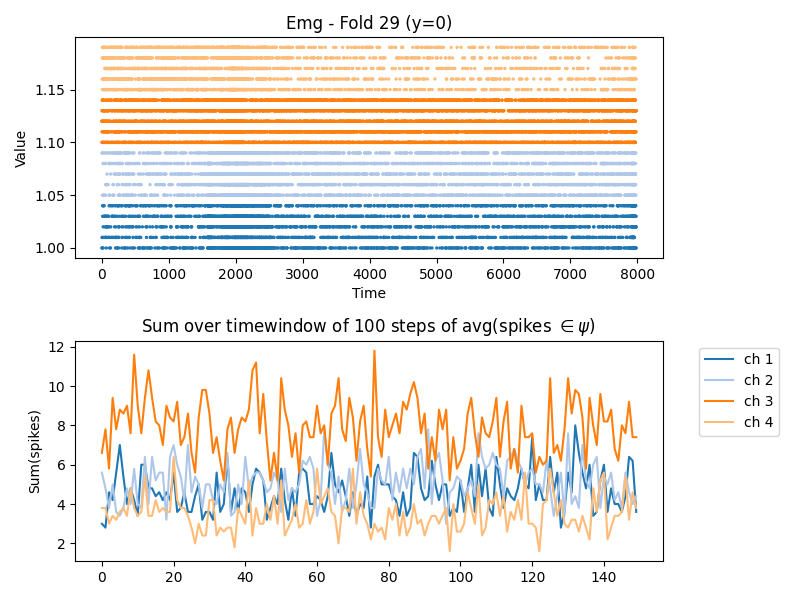 Emg - Fold 29 (y=0)
Value
1.15
1.10
1.05
1.00
0 1000 2000 3000 4000 5000 6000 7000 8000
Time
Sum over timewindow of 100 steps of avg(spikes ∈ ψ)
Sum(spikes)
12
10
8
6
4
2
0 20 40 60 80 100 120 140
ch 1
ch 2
ch 3
ch 4